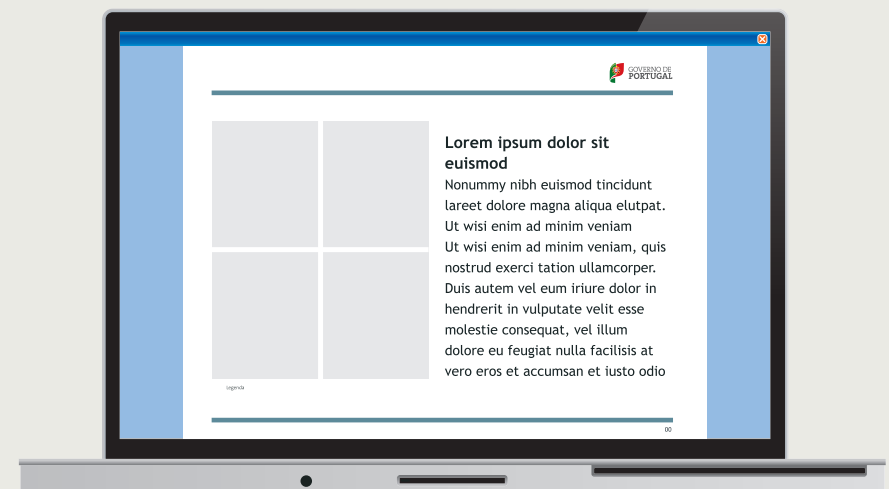 GOVERNO DE
PORTUGAL
Lorem ipsum dolor sit
euismod
Nonummy nibh euismod tincidunt
lareet dolore magna aliqua elutpat.
Ut wisi enim ad minim veniam
Ut wisi enim ad minim veniam, quis
nostrud exerci tation ullamcorper.
Duis autem vel eum iriure dolor in
hendrerit in vulputate velit esse
molestie consequat, vel illum
dolore eu feugiat nulla facilisis at
vero eros et accumsan et iusto odio
Legenda
00